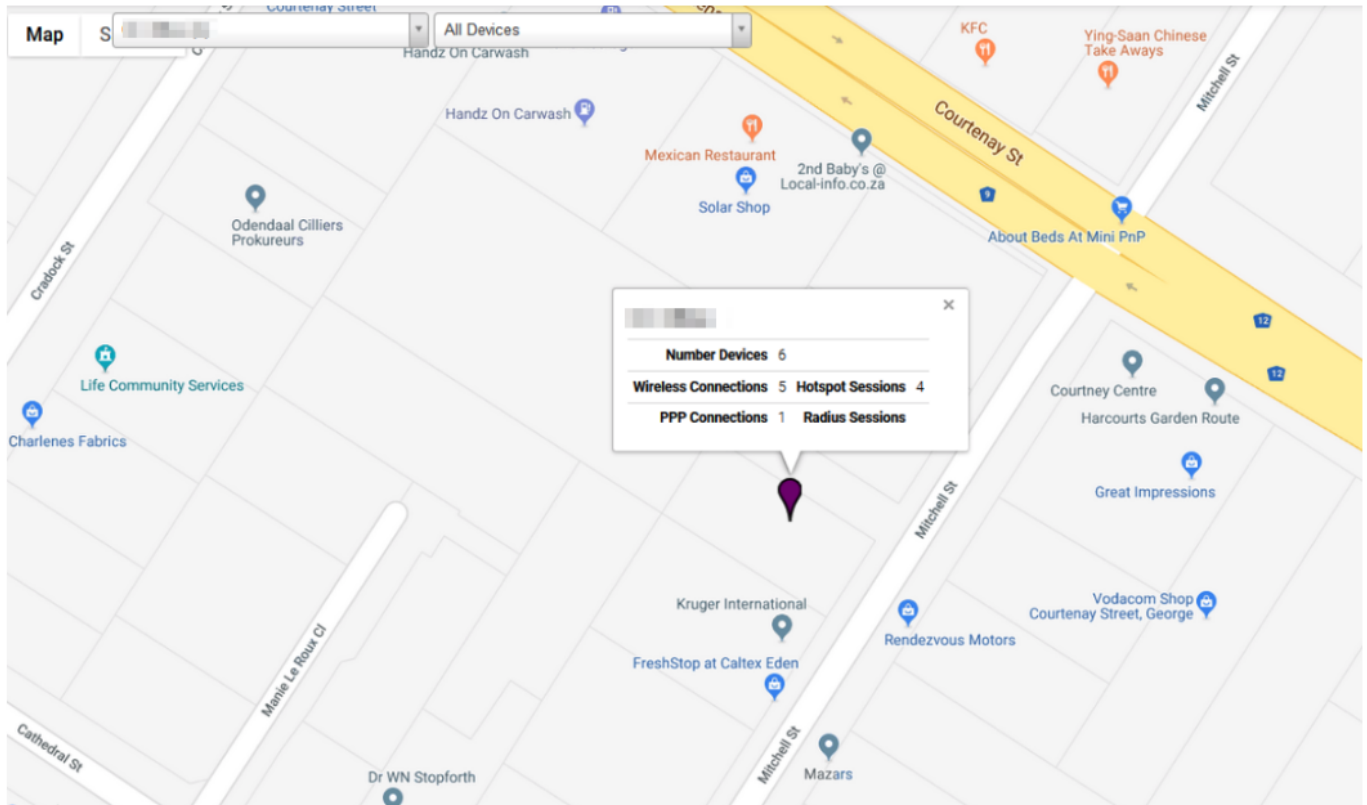 Courtenay Street
Map
S
All Devices
Handz On Carwash
KFC
Ying-Saan Chinese
Take Aways
Mitchell St
Handz On Carwash
Courtenay St
Mexican Restaurant
2nd Baby's @
Local-info.co.za
Solar Shop
9
Odendaal Cilliers
Prokureurs
About Beds At Mini PnP
Cradock St
12
Number Devices 6
Life Community Services
Wireless Connections 5 Hotspot Sessions 4
12
Courtney Centre
PPP Connections 1 Radius Sessions
Harcourts Garden Route
Charlenes Fabrics
Great Impressions
Mitchell St
Kruger International
Vodacom Shop
Courtenay Street, George
Rendezvous Motors
FreshStop at Caltex Eden
Manie Le Roux Cl
Cathedral St
Mitchell St
Mazars
Dr WN Stopforth